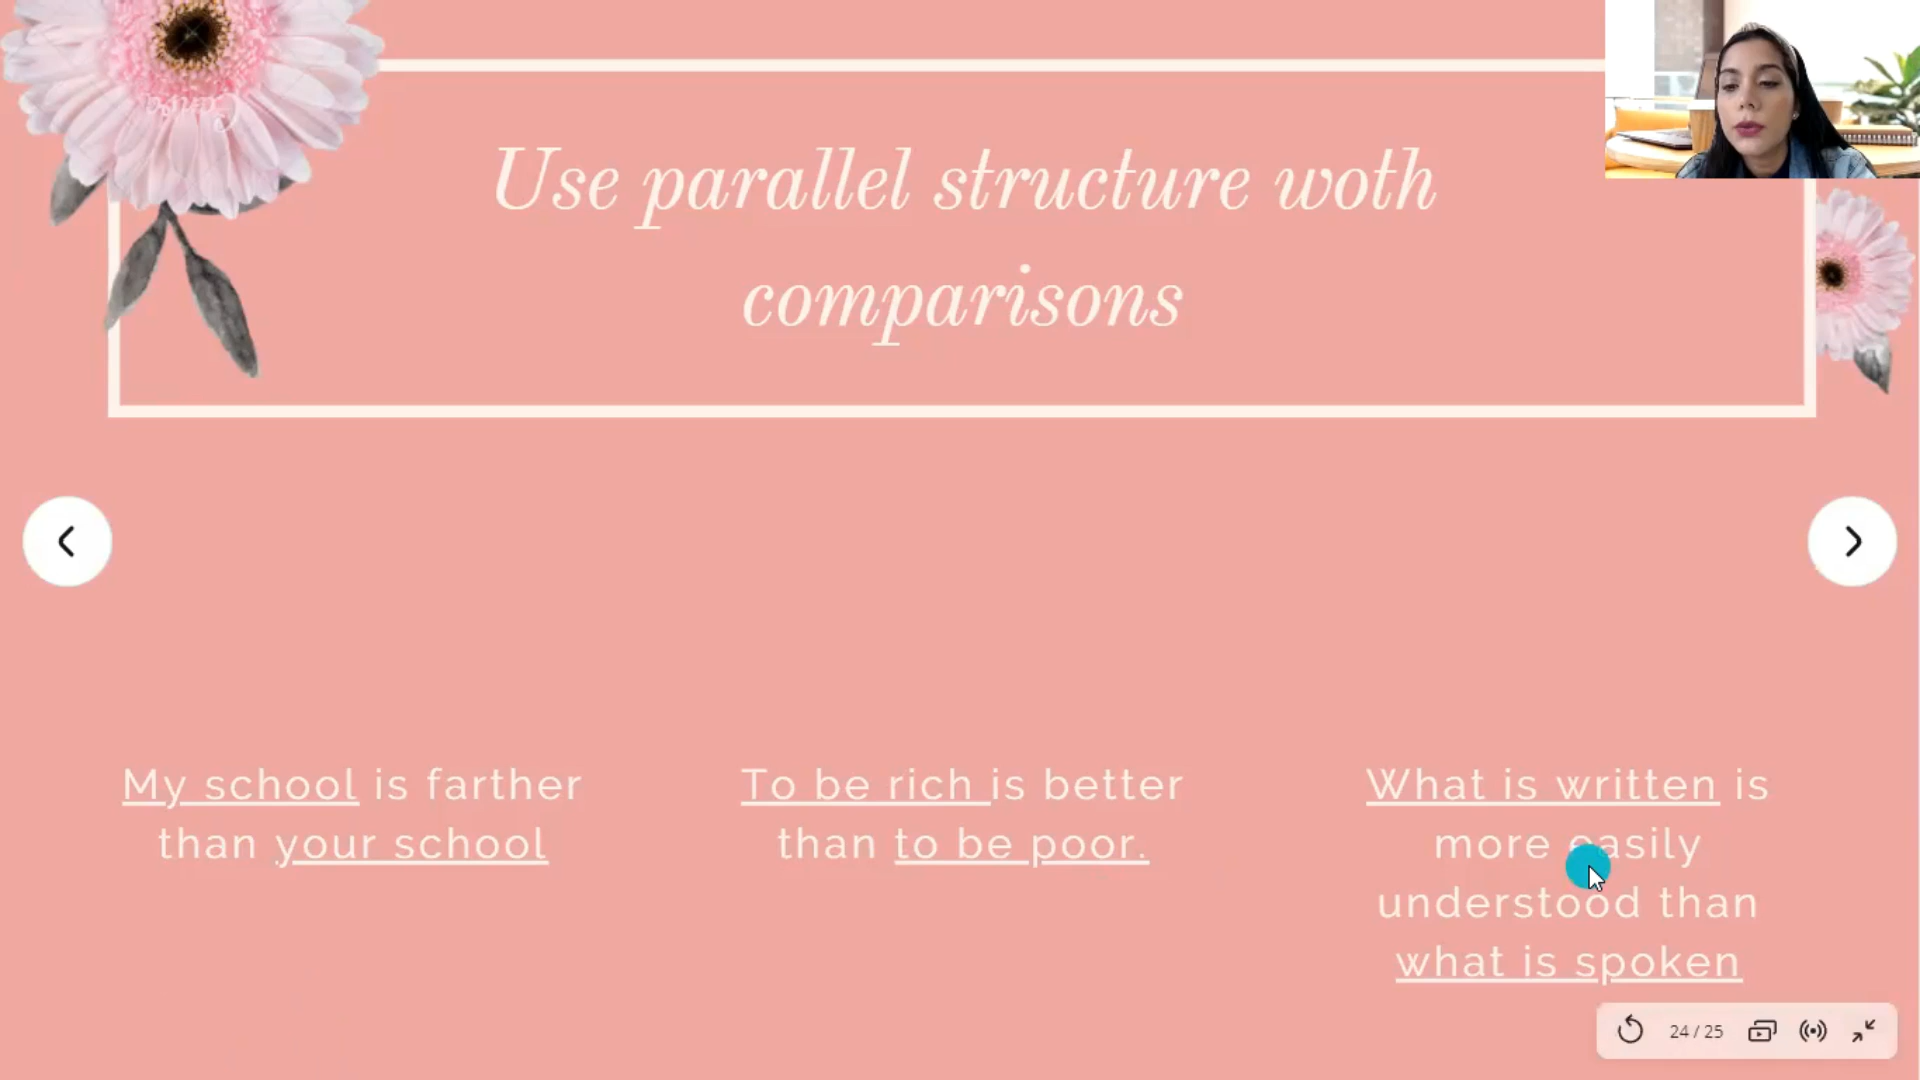 Use parallel structure woth
comparisons
My school is farther
than your school
To be rich is better
than to be poor.
What is written is
more easily
understood than
what is spoken
24 / 25